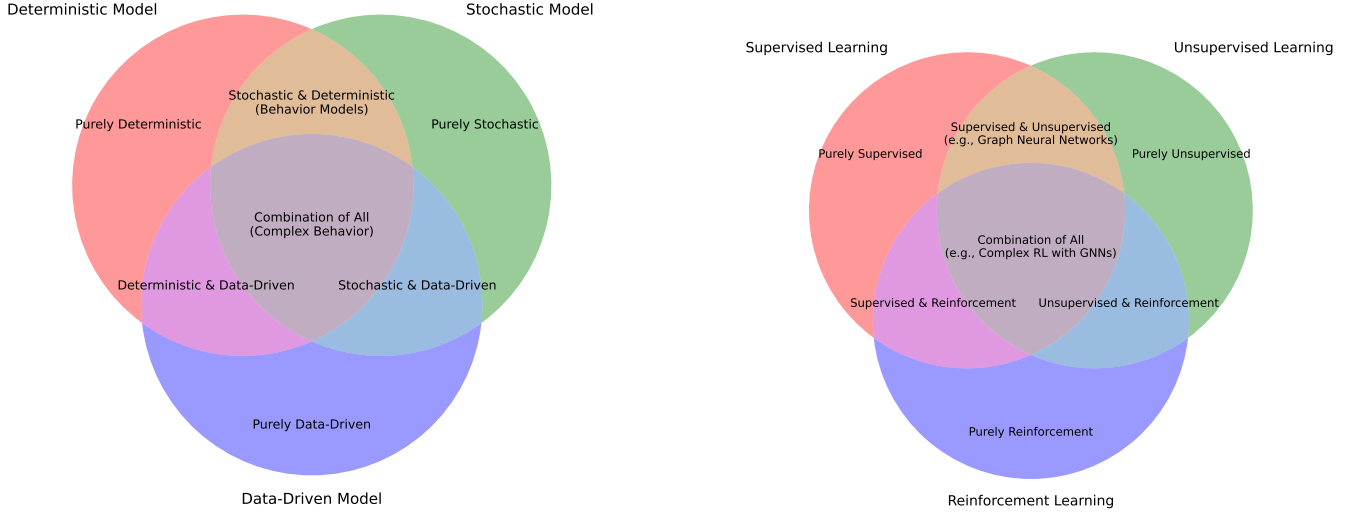 Deterministic Model
Stochastic Model
Stochastic & Deterministic
(Behavior Models)
Purely Deterministic
Purely Stochastic
Combination of All
(Complex Behavior)
Deterministic & Data-Driven
Stochastic & Data-Driven
Purely Data-Driven
Data-Driven Model
Supervised Learning
Unsupervised Learning
Supervised & Unsupervised
(e.g., Graph Neural Networks)
Purely Supervised
Purely Unsupervised
Combination of All
(e.g., Complex RL with GNNs)
Supervised & Reinforcement
Unsupervised & Reinforcement
Purely Reinforcement
Reinforcement Learning